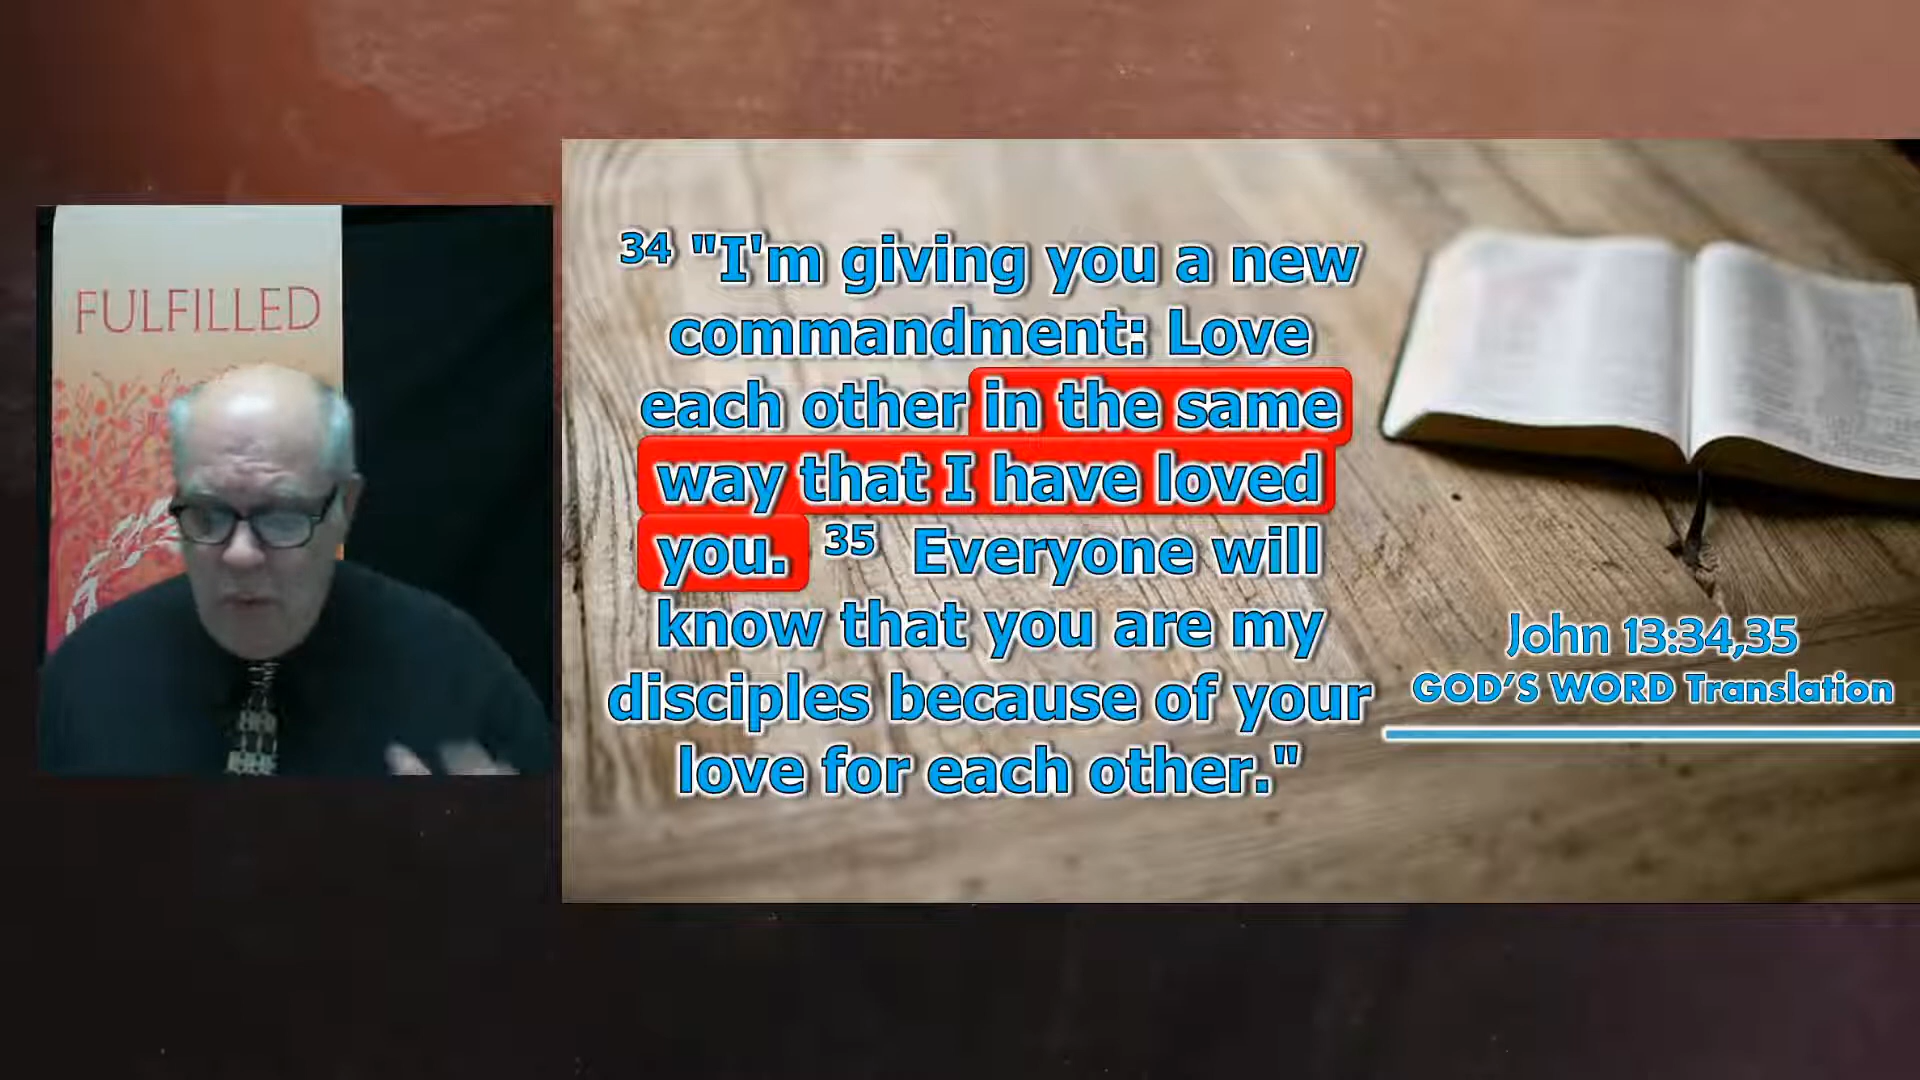 FULFILLED
34 "I'm giving you a new
commandment: Love
each other in the same
way that I have loved
you. 35 Everyone will
know that you are my
disciples because of your
love for each other."
John 13:34,35
GOD'S WORD Translation